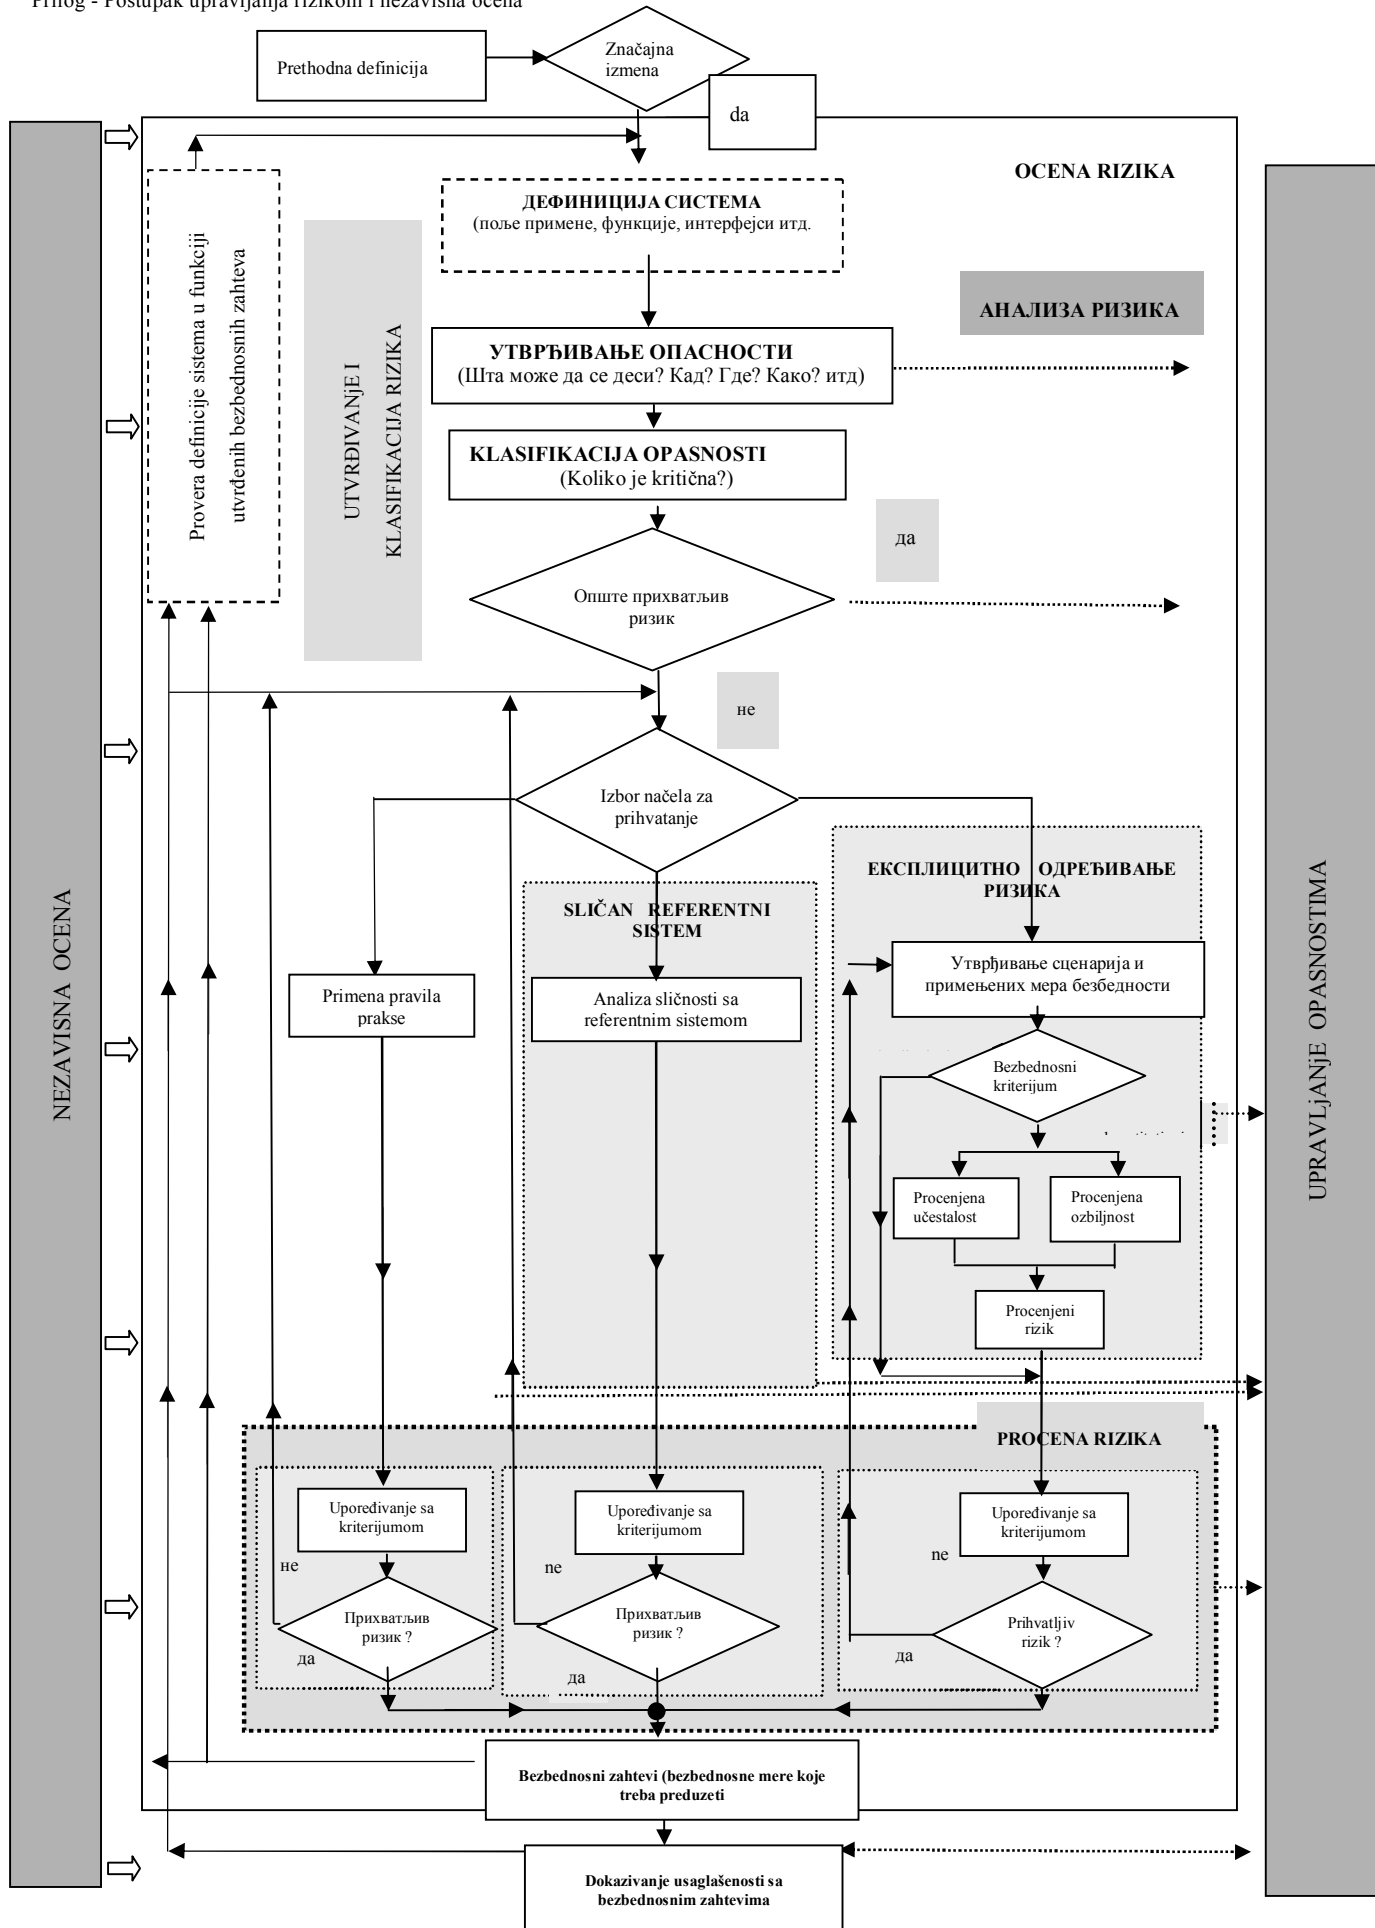 Prilog - Postupak upravljanja rizikom i nezavisna ocena
Prethodna definicija
Značajna
izmena
da
OCENA RIZIKA
ДЕФИНИЦИЈА СИСТЕМА
(поље примене, функције, интерфејси итд.
Provera definicije sistema u funkciji
utvrđenih bezbednosnih zahteva
UTVRĐIVANjE I
KLASIFIKACIJA RIZIKA
АНАЛИЗА РИЗИКА
УТВРЂИВАЊЕ ОПАСНОСТИ
(Шта може да се деси? Кад? Где? Како? итд)
KLASIFIKACIJA OPASNOSTI
(Koliko je kritična?)
да
Опште прихватљив
ризик
не
Izbor načela za
prihvatanje
NEZAVISNA OCENA
UPRAVLjANjE OPASNOSTIMA
ЕКСПЛИЦИТНО ОДРЕЂИВАЊЕ
РИЗИКА
SLIČAN REFERENTNI
SISTEM
Утврђивање сценарија и
примењених мера безбедности
Primena pravila
prakse
Analiza sličnosti sa
referentnim sistemom
Bezbednosni
kriterijum
Procenjena
učestalost
Procenjena
ozbiljnost
Procenjeni
rizik
PROCENA RIZIKA
Upoređivanje sa
kriterijumom
Upoređivanje sa
kriterijumom
Upoređivanje sa
kriterijumom
не
ne
ne
Прихватљив
ризик ?
Прихватљив
ризик ?
Prihvatljiv
rizik ?
да
да
да
Bezbednosni zahtevi (bezbednosne mere koje
treba preduzeti
Dokazivanje usaglašenosti sa
bezbednosnim zahtevima